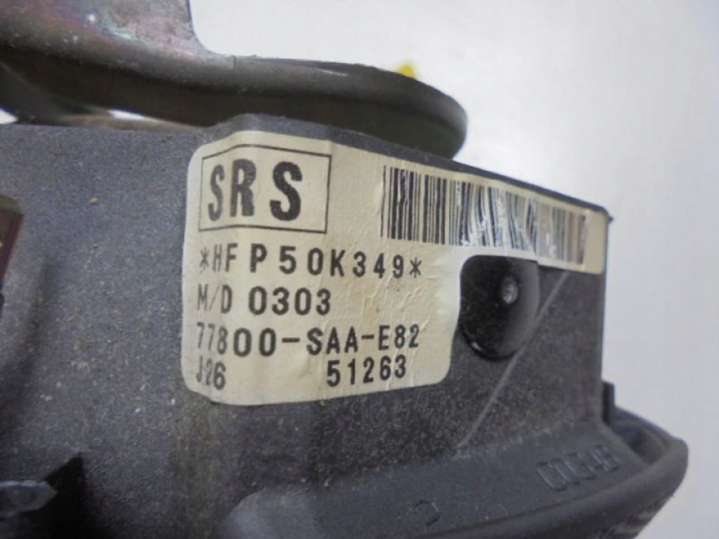 SRS
*HFP50K349*
M/D 0303
77800-SAA-E82
J26 51263